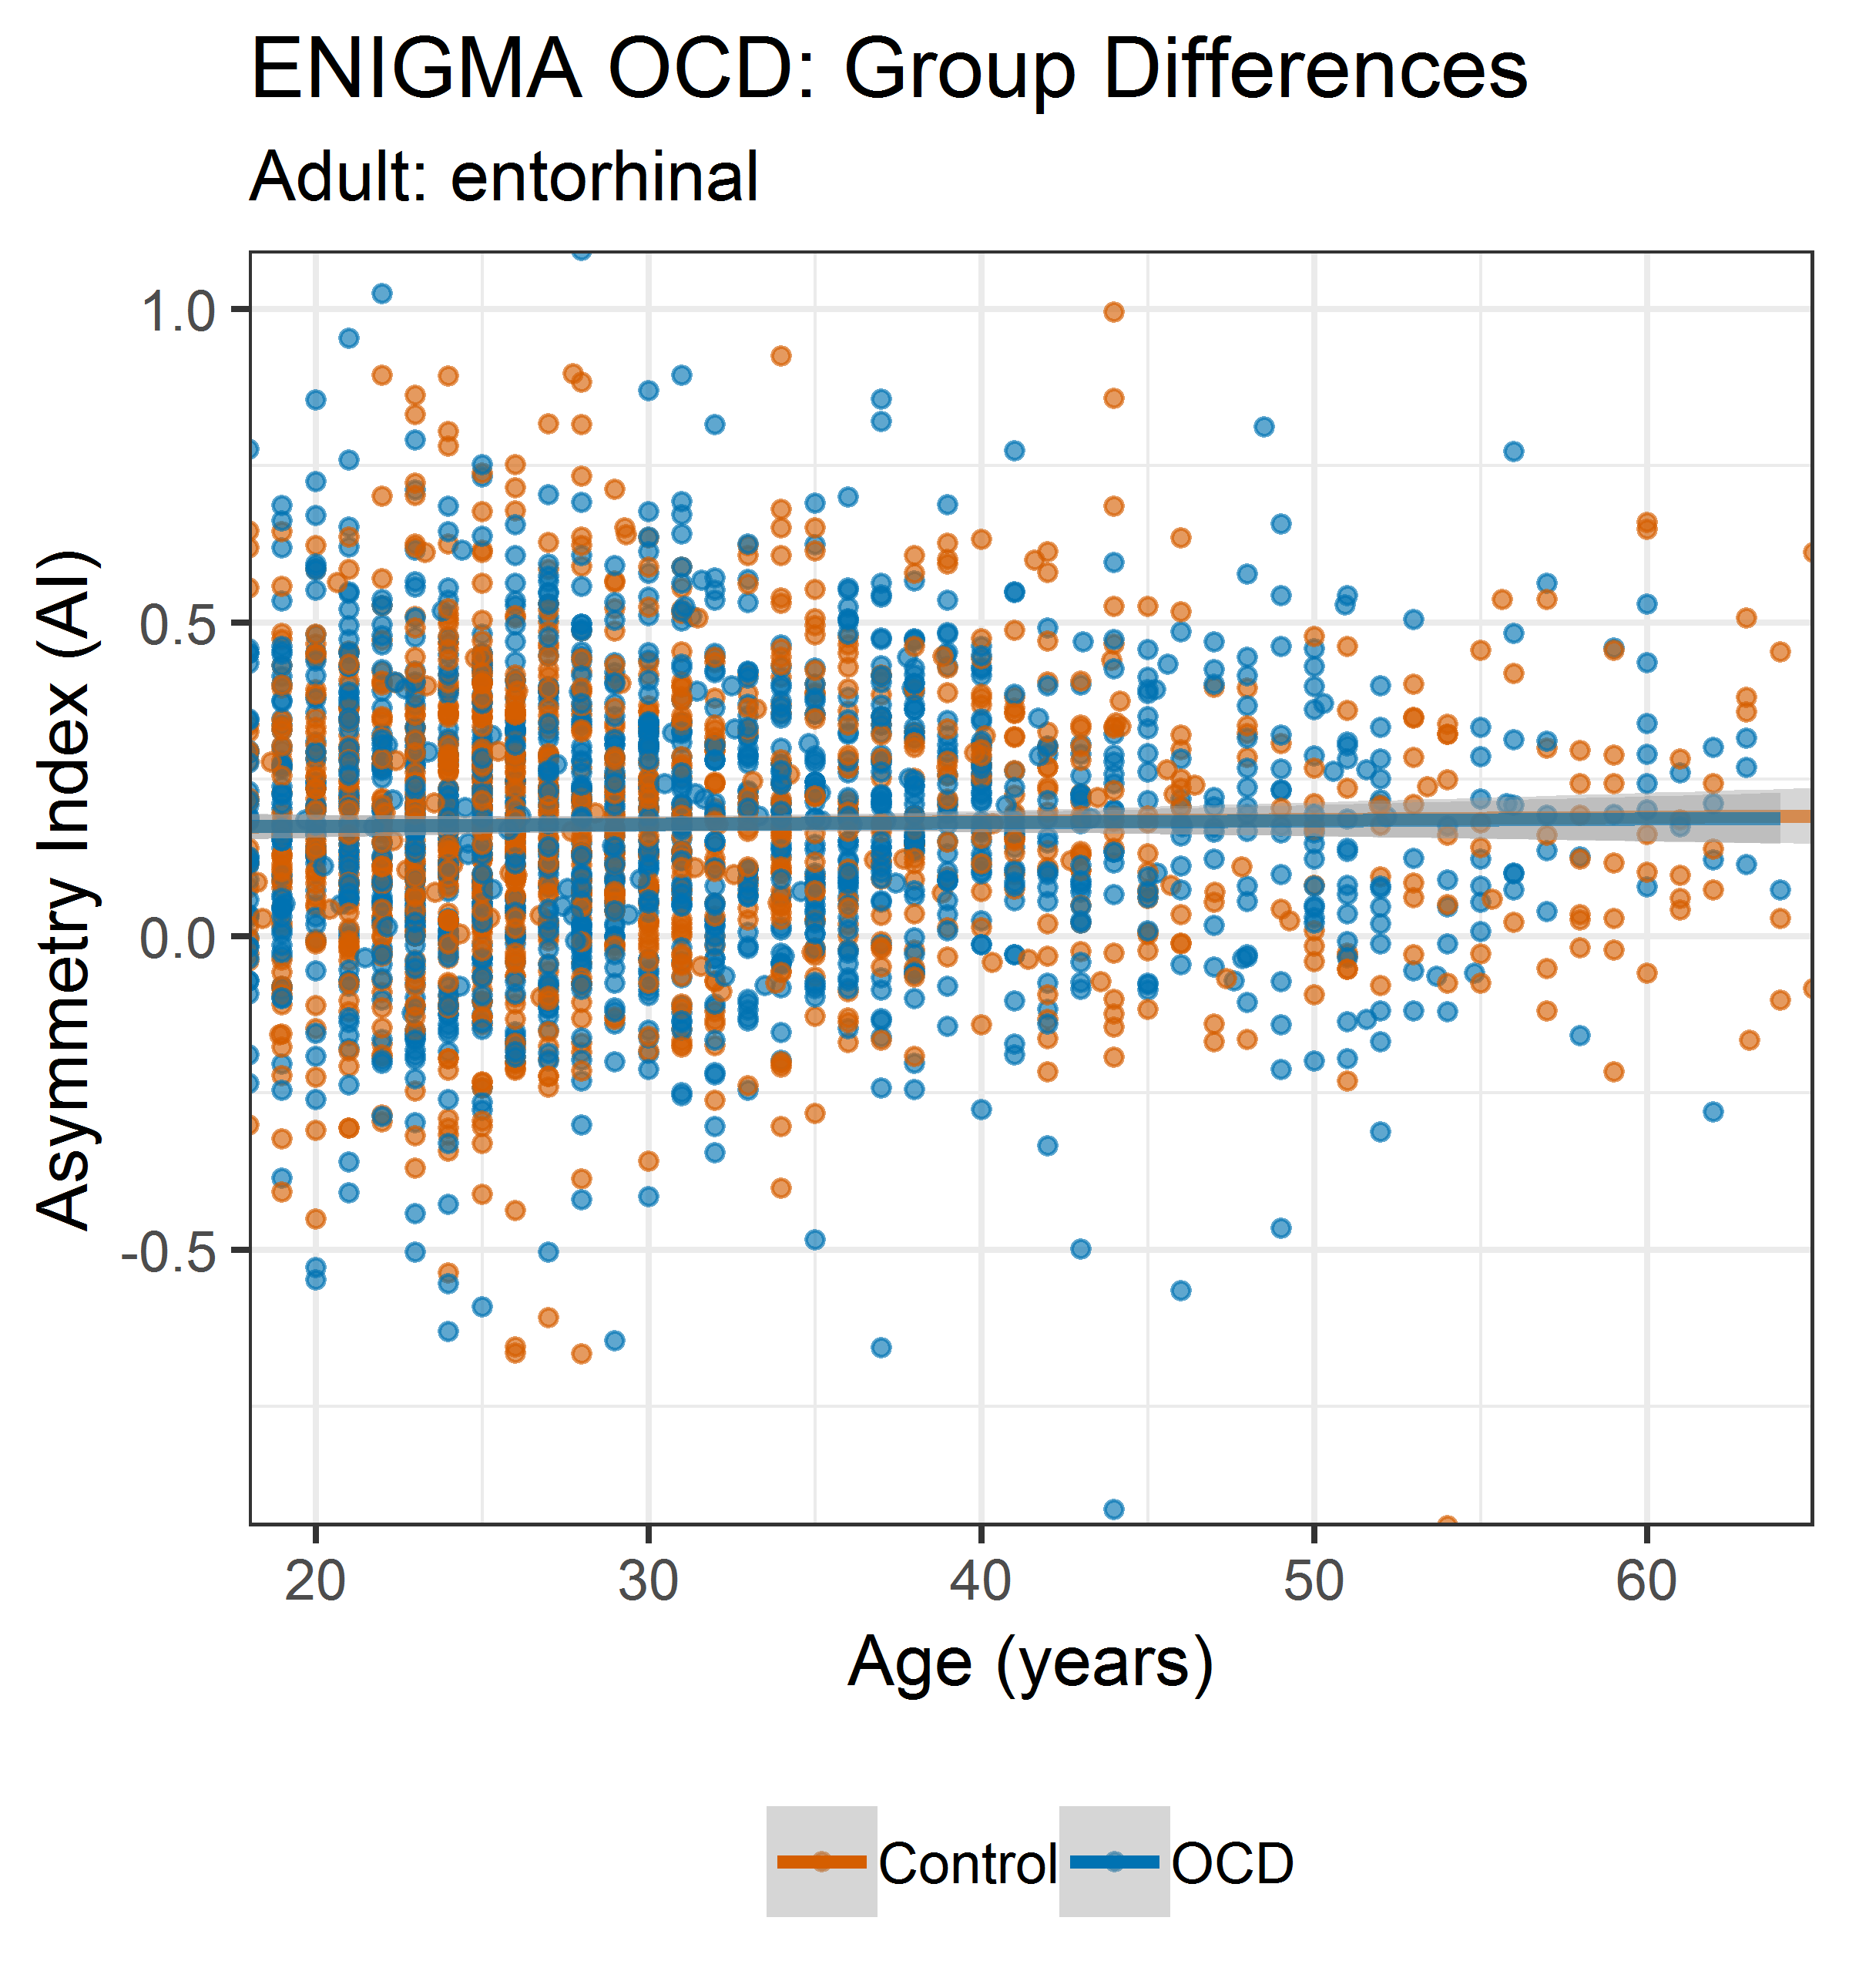 ENIGMA OCD: Group Differences
Adult: entorhinal
Asymmetry Index (AI)
1.0
0.5
0.0
-0.5
20 30 40 50 60
Age (years)
Control OCD